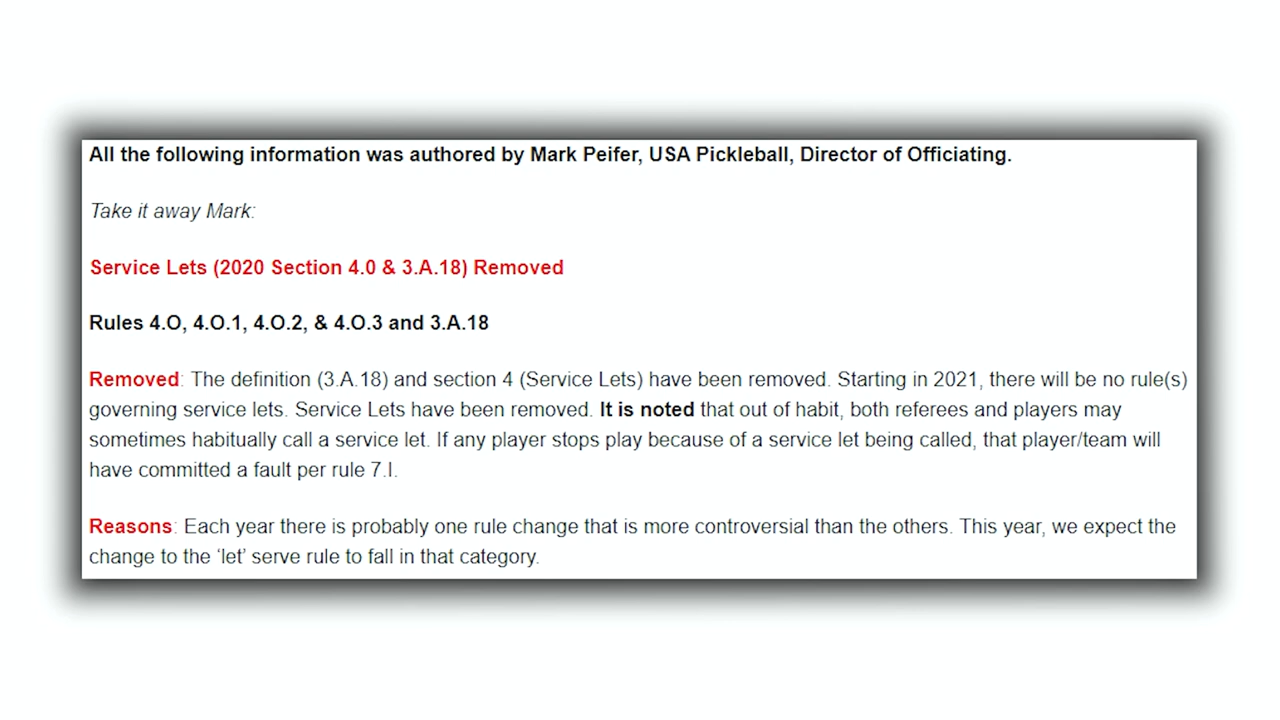 All the following information was authored by Mark Peifer, USA Pickleball, Director of Officiating.
Take it away Mark:
Service Lets (2020 Section 4.0 & 3.A.18) Removed
Rules 4.O, 4.O.1, 4.O.2, & 4.O.3 and 3.A.18
Removed: The definition (3.A.18) and section 4 (Service Lets) have been removed. Starting in 2021, there will be no rule(s)
governing service lets. Service Lets have been removed. It is noted that out of habit, both referees and players may
sometimes habitually call a service let. If any player stops play because of a service let being called, that player/team will
have committed a fault per rule 7.I.
Reasons: Each year there is probably one rule change that is more controversial than the others. This year, we expect the
change to the ‘let’ serve rule to fall in that category.